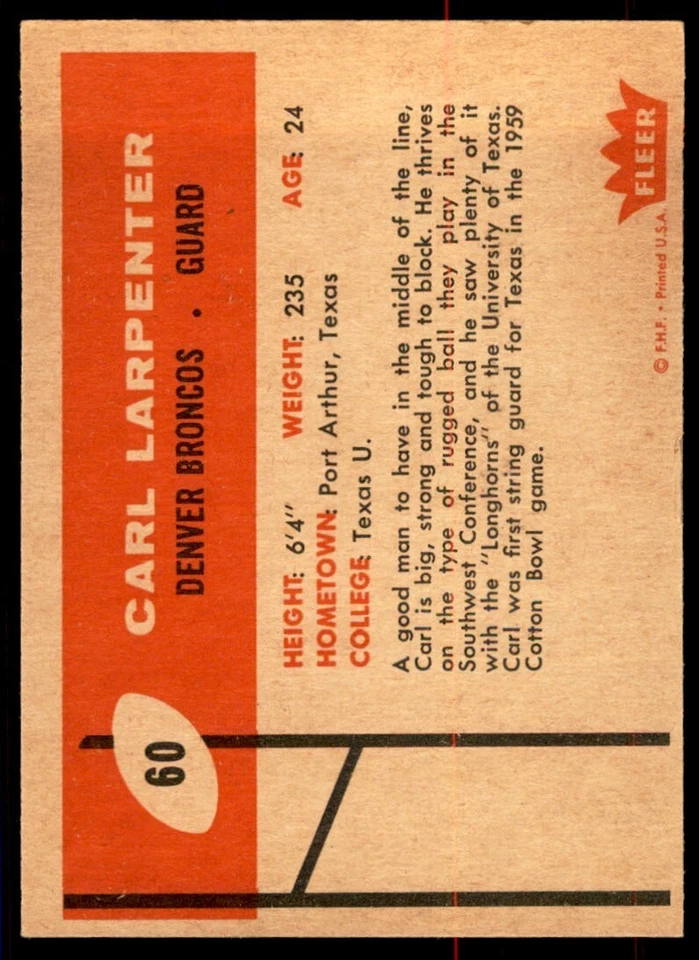 60
CARL LARPENTER
DENVER BRONCOS • GUARD
HEIGHT: 6'4" WEIGHT: 235 AGE: 24
HOMETOWN: Port Arthur, Texas
COLLEGE: Texas U.
A good man to have in the middle of the line,
Carl is big, strong and tough to block. He thrives
on the type of rugged ball they play in the
Southwest Conference, and he saw plenty of it
with the "Longhorns" of the University of Texas.
Carl was first string guard for Texas in the 1959
Cotton Bowl game.
© F.H.F. • Printed U.S.A.
FLEER